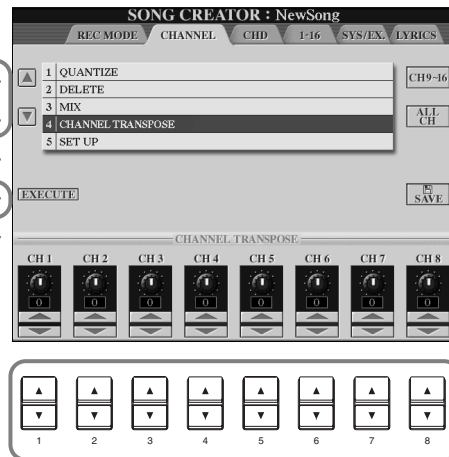 SONG CREATOR : NewSong
REC MODE CHANNEL CHD 1-16 SYS/EX. LYRICS
1 QUANTIZE
2 DELETE
3 MIX
4 CHANNEL TRANSPOSE
5 SET UP
CH9~16
ALL
CH
EXECUTE
SAVE
CHANNEL TRANSPOSE
CH 1 CH 2 CH 3 CH 4 CH 5 CH 6 CH 7 CH 8
0 0 0 0 0 0 0 0
1 2 3 4 5 6 7 8